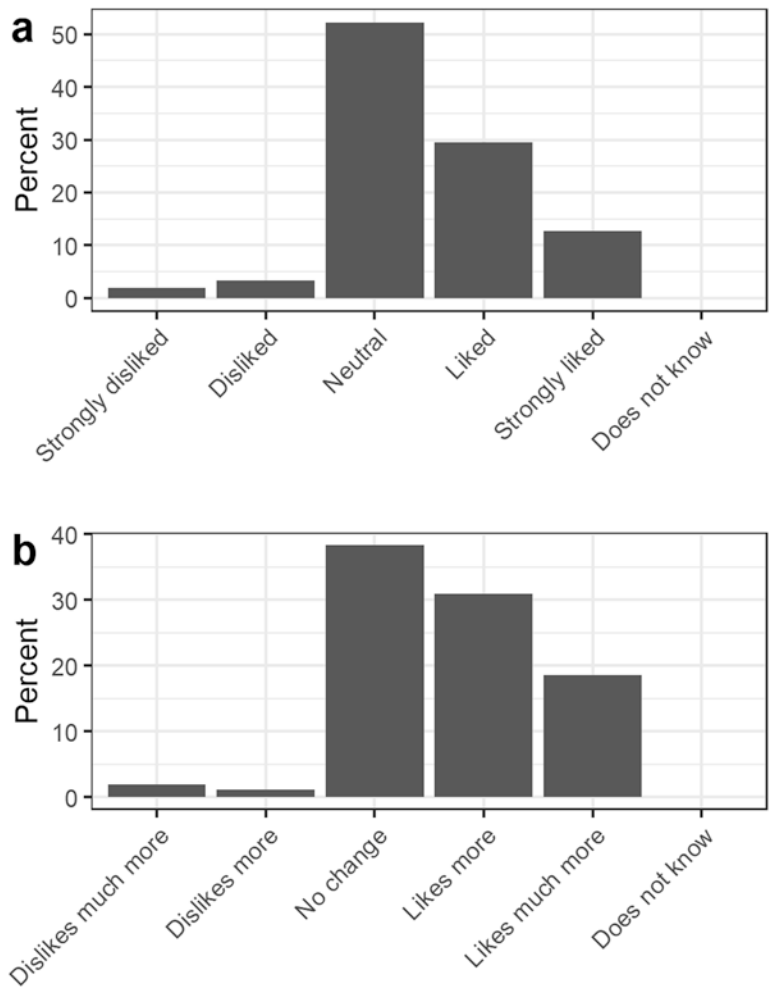 a
Percent
50
40
30
20
10
0
Strongly disliked
Disliked
Neutral
Liked
Strongly liked
Does not know
b
Percent
40
30
20
10
0
Dislikes much more
Dislikes more
No change
Likes more
Likes much more
Does not know